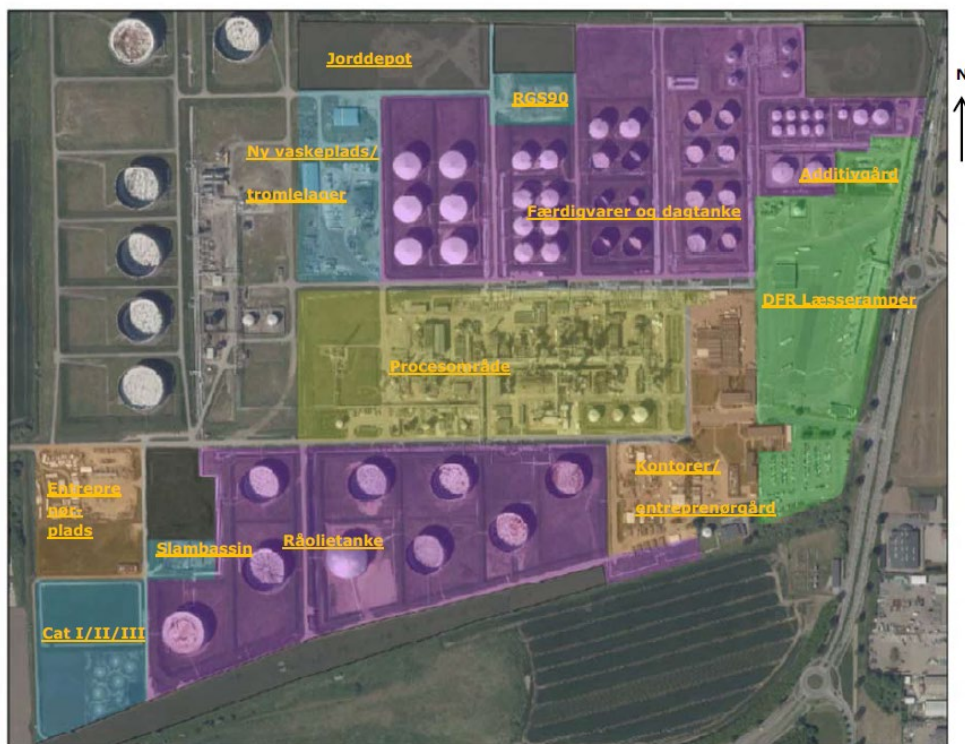 Jorddepot
N
RGS90
Ny vaskeplads/
tromlelager
Additivgård
Færdigvarer og dagtanke
DFR Læsseramper
Procesområde
Kontorer/
entreprenørgård
Entrepre
nør-
plads
Slambassin
Råolietanke
Cat I/II/III